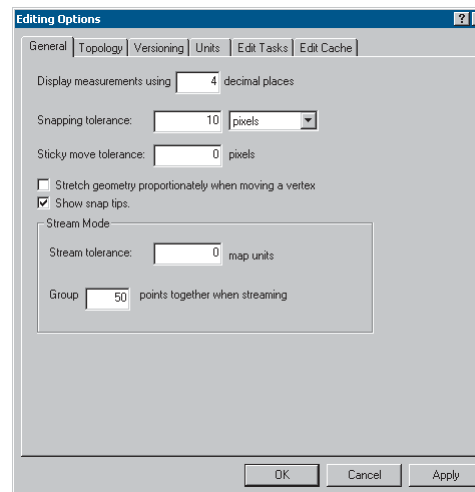 Editing Options ?
General Topology Versioning Units Edit Tasks Edit Cache
Display measurements using 4 decimal places
Snapping tolerance: 10 pixels
Sticky move tolerance: 0 pixels
Stretch geometry proportionately when moving a vertex
Show snap tips.
Stream Mode
Stream tolerance: 0 map units
Group 50 points together when streaming
OK Cancel Apply